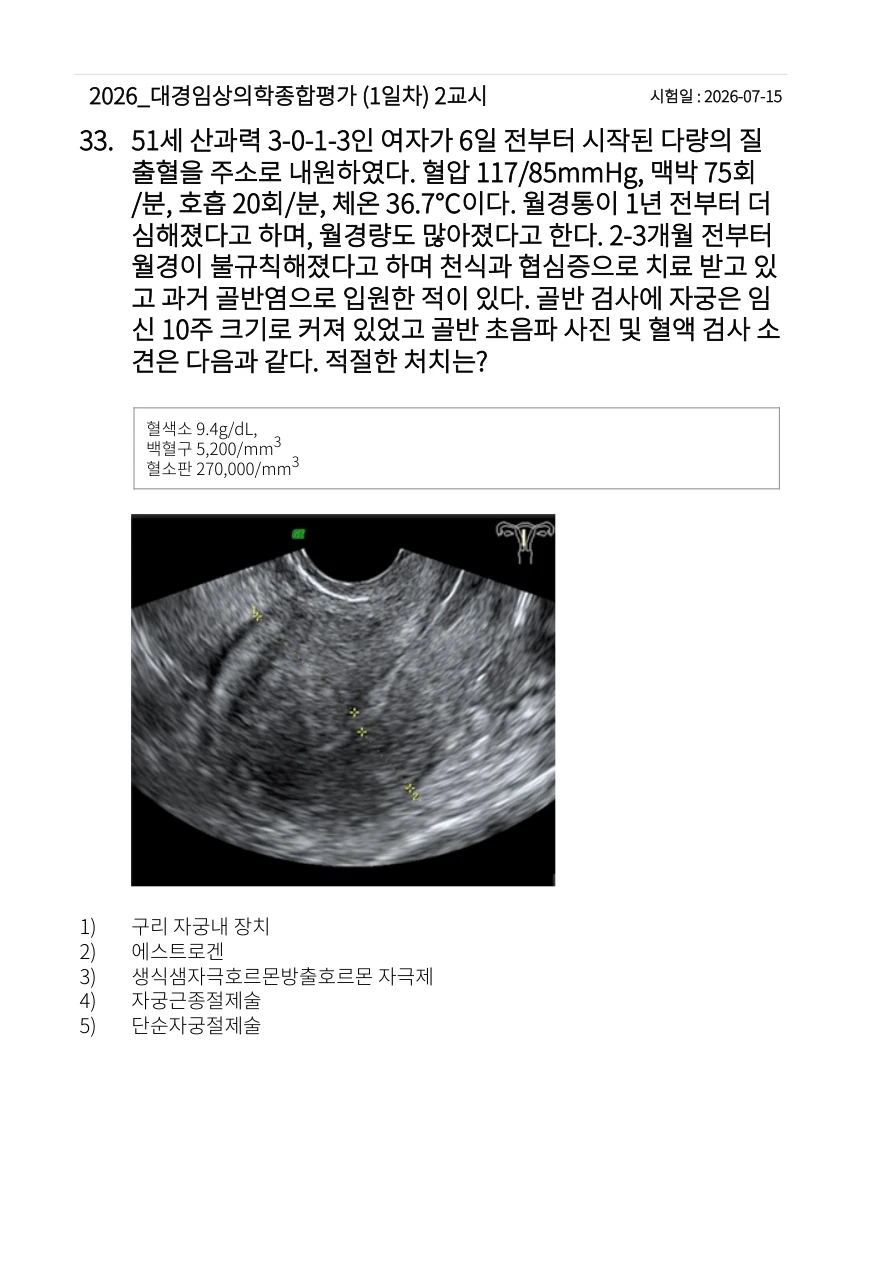 2026_대경임상의학종합평가 (1일차) 2교시
시험일 : 2026-07-15
33. 51세 산과력 3-0-1-3인 여자가 6일 전부터 시작된 다량의 질
출혈을 주소로 내원하였다. 혈압 117/85mmHg, 맥박 75회
/분, 호흡 20회/분, 체온 36.7℃이다. 월경통이 1년 전부터 더
심해졌다고 하며, 월경량도 많아졌다고 한다. 2-3개월 전부터
월경이 불규칙해졌다고 하며 천식과 협심증으로 치료 받고 있
고 과거 골반염으로 입원한 적이 있다. 골반 검사에 자궁은 임
신 10주 크기로 커져 있었고 골반 초음파 사진 및 혈액 검사 소
견은 다음과 같다. 적절한 처치는?
혈색소 9.4g/dL,
백혈구 5,200/mm³
혈소판 270,000/mm³
1) 구리 자궁내 장치
2) 에스트로겐
3) 생식샘자극호르몬방출호르몬 자극제
4) 자궁근종절제술
5) 단순자궁절제술